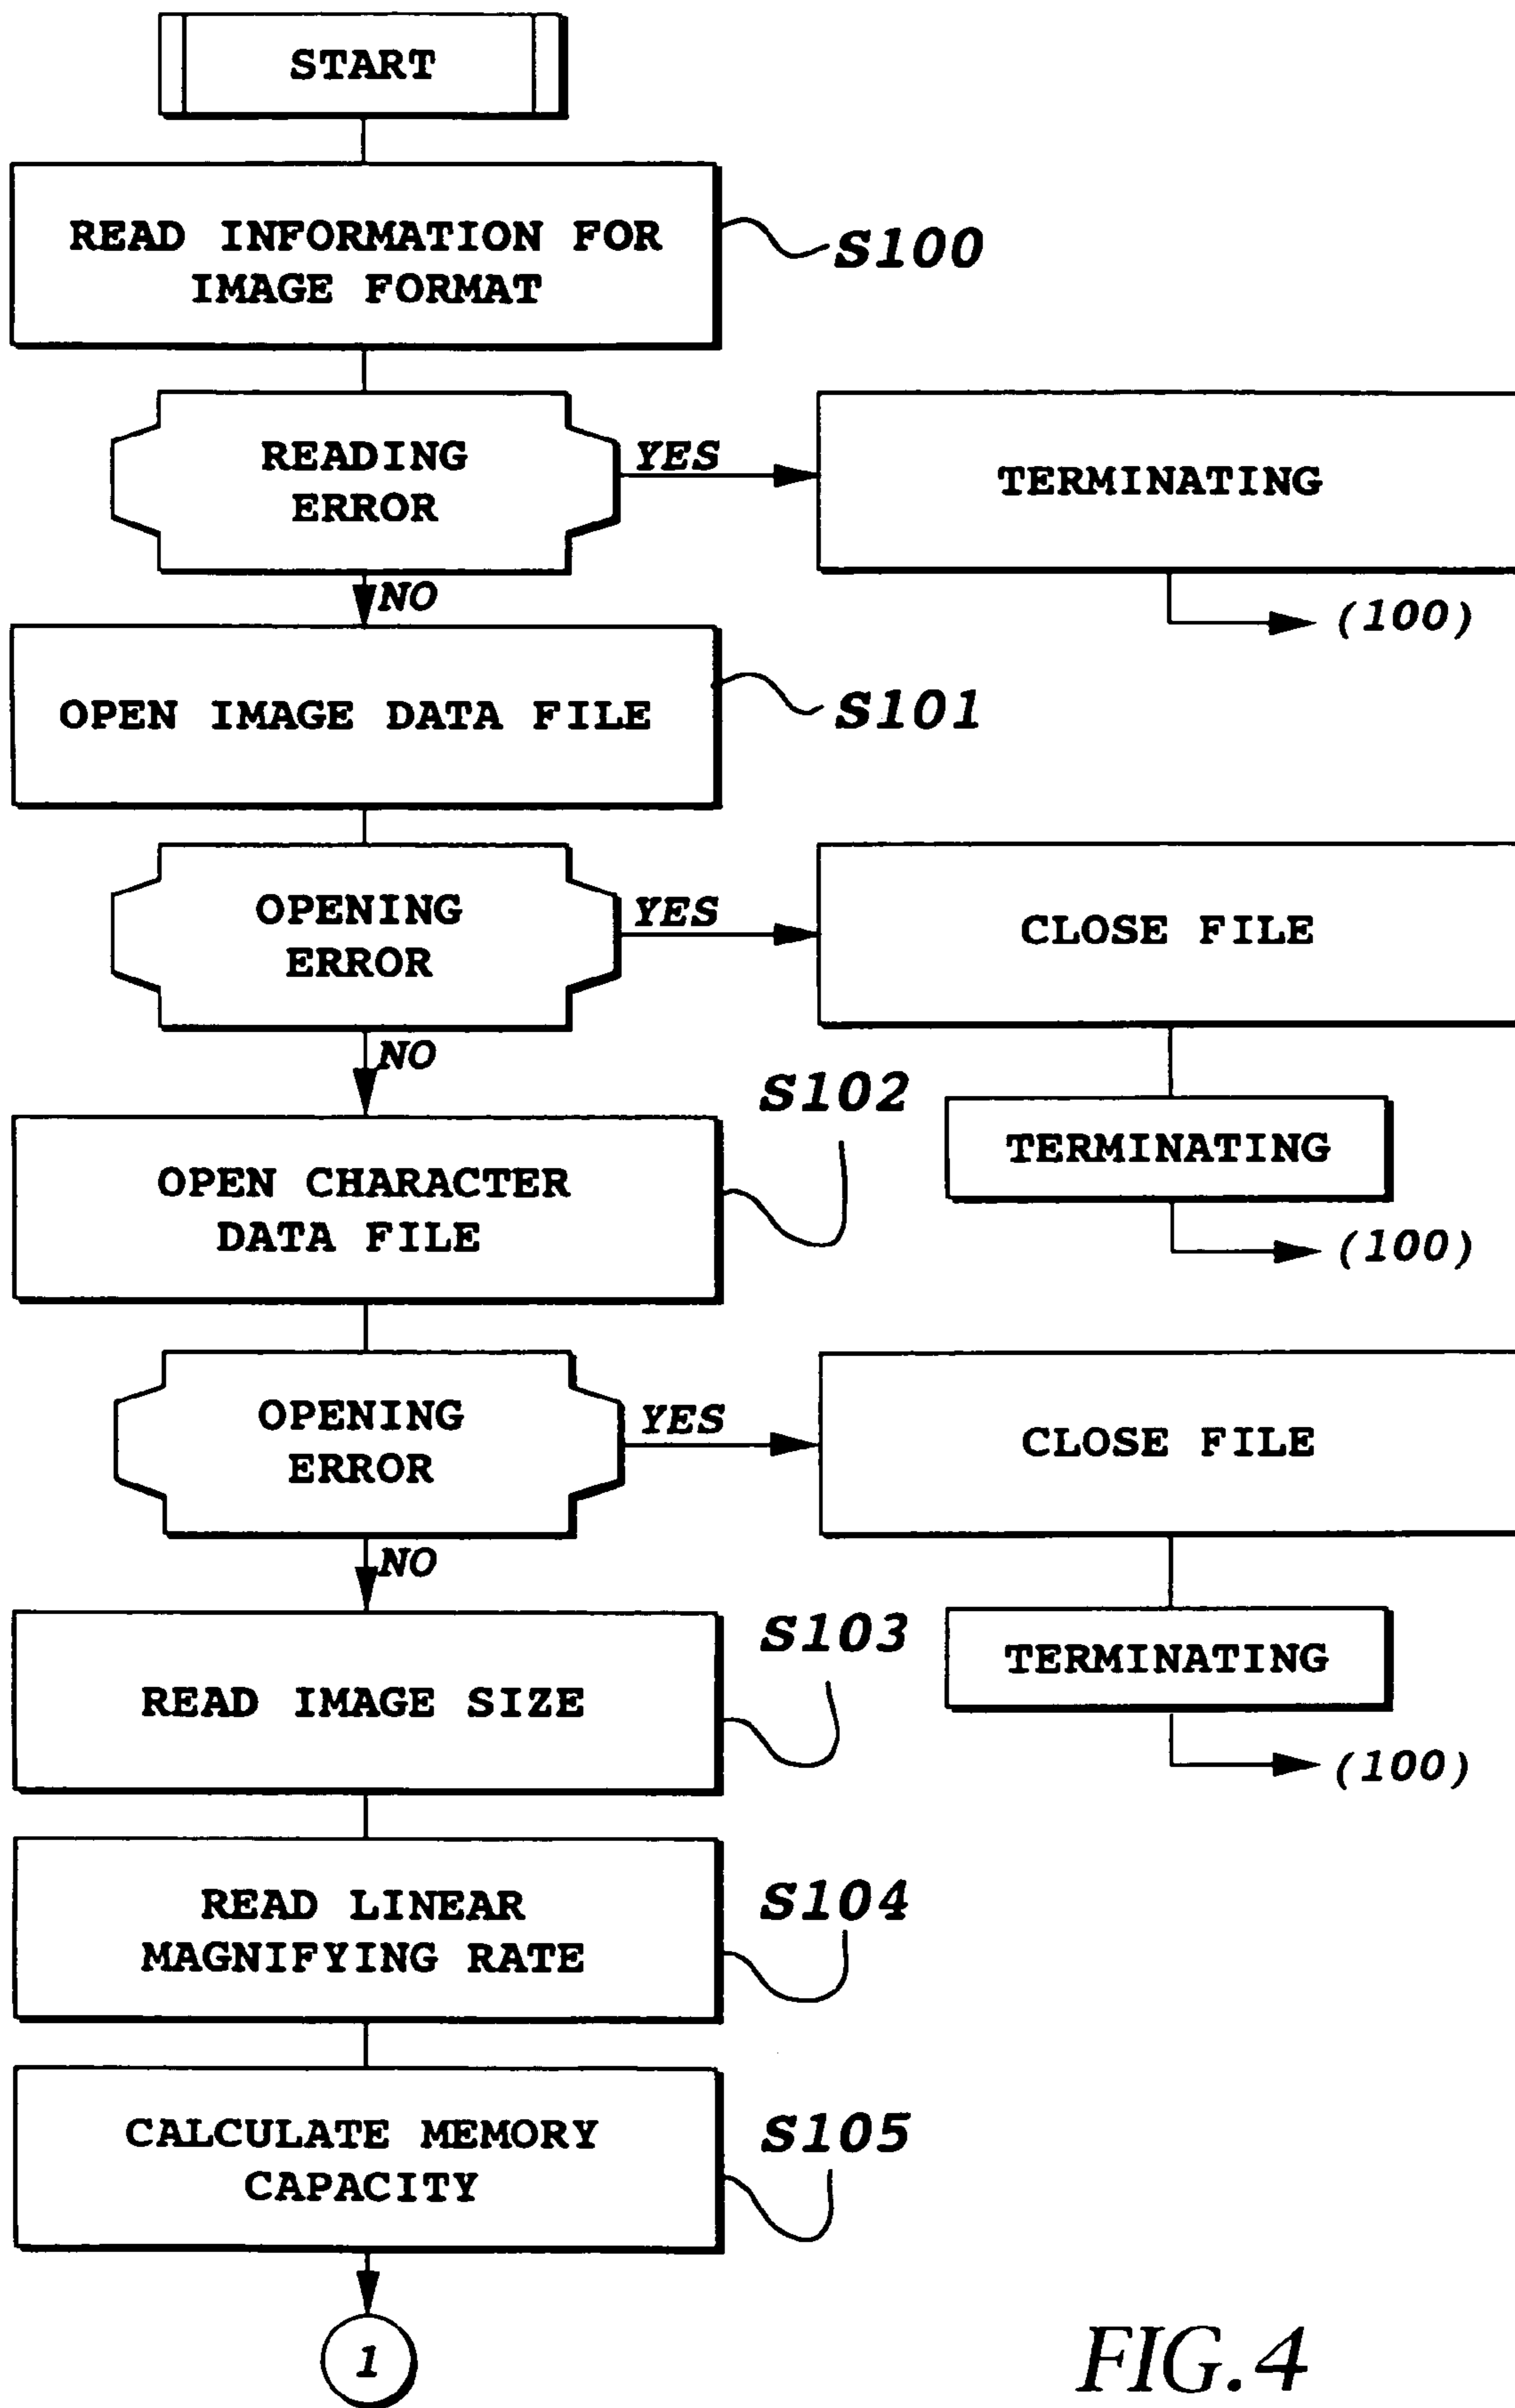 START
READ INFORMATION FOR
IMAGE FORMAT
S100
READING
ERROR
YES
TERMINATING
(100)
NO
OPEN IMAGE DATA FILE
S101
OPENING
ERROR
YES
CLOSE FILE
TERMINATING
(100)
NO
S102
OPEN CHARACTER
DATA FILE
OPENING
ERROR
YES
CLOSE FILE
TERMINATING
(100)
NO
S103
READ IMAGE SIZE
READ LINEAR
MAGNIFYING RATE
S104
CALCULATE MEMORY
CAPACITY
S105
1
FIG.4